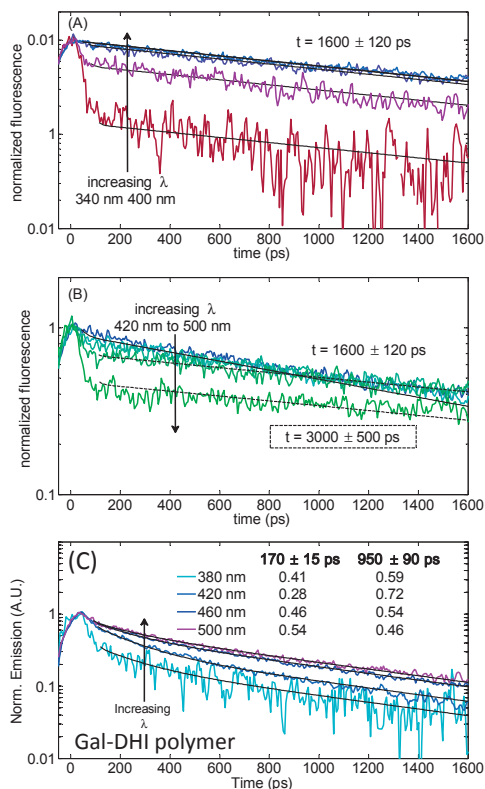 (A)
0.01
t = 1600 ± 120 ps
normalized fluorescence
1
increasing λ
340 nm 400 nm
0.01
0 200 400 600 800 1000 1200 1400 1600
time (ps)
(B)
increasing λ
420 nm to 500 nm
1
t = 1600 ± 120 ps
normalized fluorescence
t = 3000 ± 500 ps
0.1
0 200 400 600 800 1000 1200 1400 1600
time (ps)
(C)
170 ± 15 ps 950 ± 90 ps
380 nm 0.41 0.59
420 nm 0.28 0.72
460 nm 0.46 0.54
500 nm 0.54 0.46
Norm. Emission (A.U.)
1
0.1
Increasing
λ
Gal-DHI polymer
0.01
0 200 400 600 800 1000 1200 1400 1600
Time (ps)